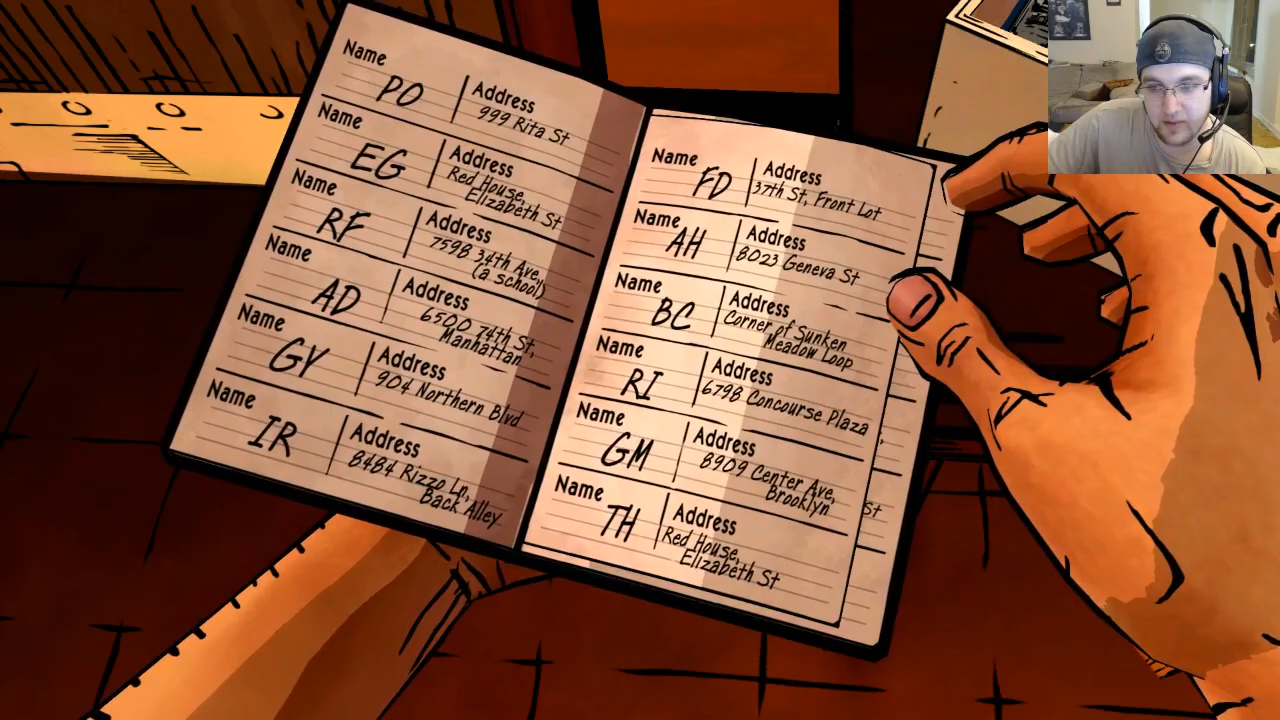 Name
PO
Address
999 Rita St
Name
EG
Address
Red House,
Elizabeth St
Name
RF
Address
7598 34th Ave,
(a school)
Name
AD
Address
6500 74th St,
Manhattan
Name
GY
Address
904 Northern Blvd
Name
IR
Address
8484 Rizzo Ln,
Back Alley
Name
FD
Address
37th St, Front Lot
Name
AH
Address
8023 Geneva St
Name
BC
Address
Corner of Sunken
Meadow Loop
Name
RI
Address
6798 Concourse Plaza
Name
GM
Address
8909 Center Ave,
Brooklyn
Name
TH
Address
Red House,
Elizabeth St
St